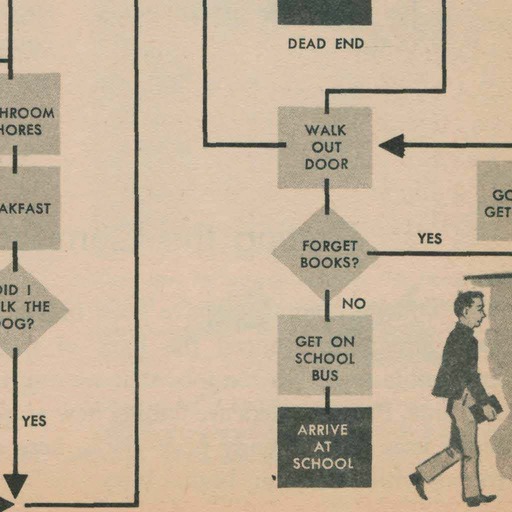 DEAD END
HROOM
HORES
WALK
OUT
DOOR
AKFAST
GO
GET
FORGET
BOOKS?
YES
DID I
LK THE
OG?
NO
GET ON
SCHOOL
BUS
YES
ARRIVE
AT
SCHOOL